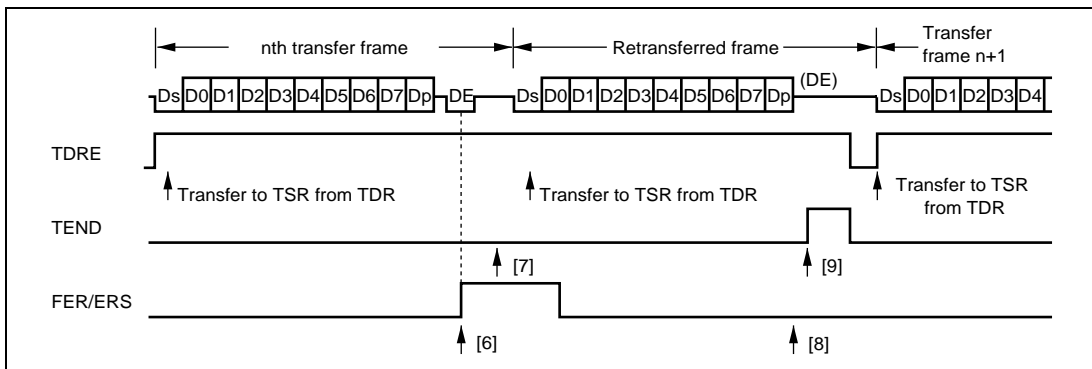 nth transfer frame
Retransferred frame
Transfer
frame n+1
Ds D0 D1 D2 D3 D4 D5 D6 D7 Dp DE
Ds D0 D1 D2 D3 D4 D5 D6 D7 Dp (DE)
Ds D0 D1 D2 D3 D4
TDRE
Transfer to TSR from TDR
Transfer to TSR from TDR
Transfer to TSR
from TDR
TEND
[7]
[9]
FER/ERS
[6]
[8]